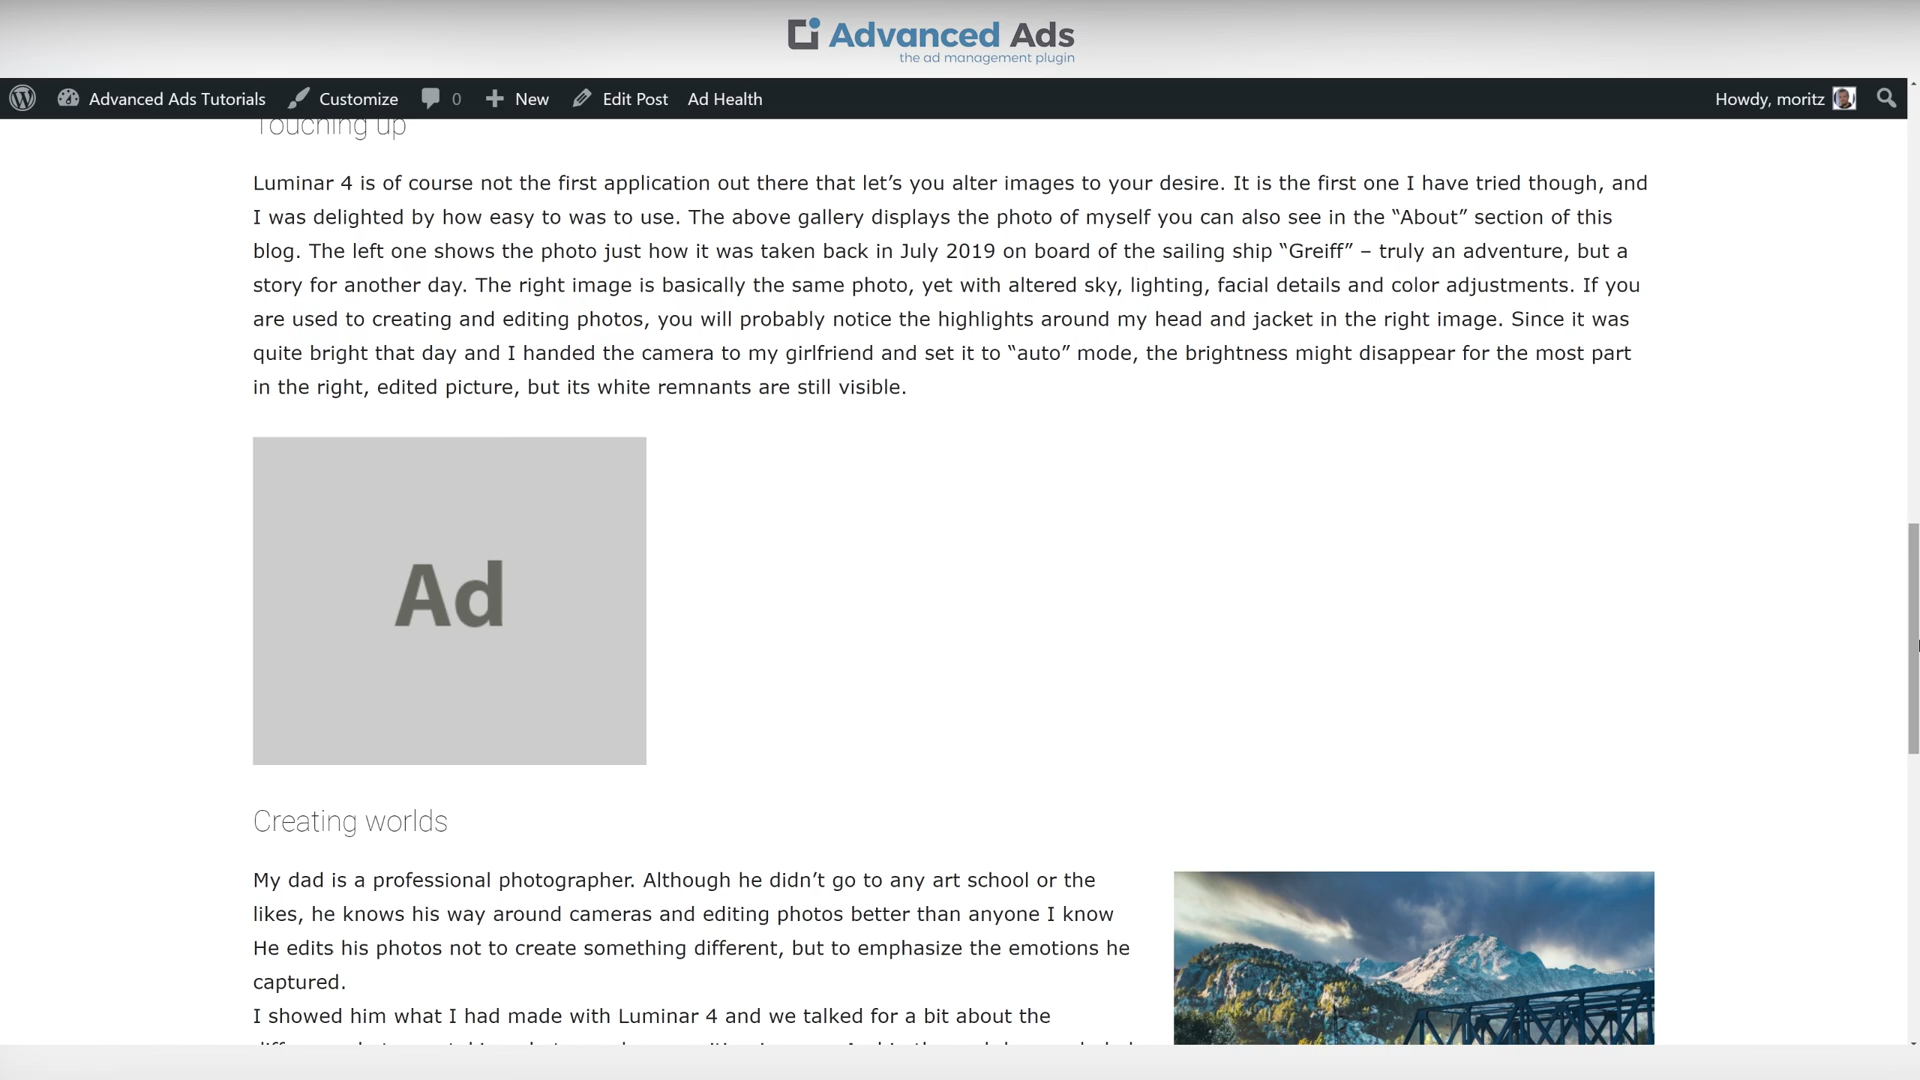 Advanced Ads
the ad management plugin
Advanced Ads Tutorials Customize 0 New Edit Post Ad Health Howdy, moritz
Touching up
Luminar 4 is of course not the first application out there that let’s you alter images to your desire. It is the first one I have tried though, and
I was delighted by how easy to was to use. The above gallery displays the photo of myself you can also see in the “About” section of this
blog. The left one shows the photo just how it was taken back in July 2019 on board of the sailing ship “Greiff” – truly an adventure, but a
story for another day. The right image is basically the same photo, yet with altered sky, lighting, facial details and color adjustments. If you
are used to creating and editing photos, you will probably notice the highlights around my head and jacket in the right image. Since it was
quite bright that day and I handed the camera to my girlfriend and set it to “auto” mode, the brightness might disappear for the most part
in the right, edited picture, but its white remnants are still visible.
Ad
Creating worlds
My dad is a professional photographer. Although he didn’t go to any art school or the
likes, he knows his way around cameras and editing photos better than anyone I know
He edits his photos not to create something different, but to emphasize the emotions he
captured.
I showed him what I had made with Luminar 4 and we talked for a bit about the